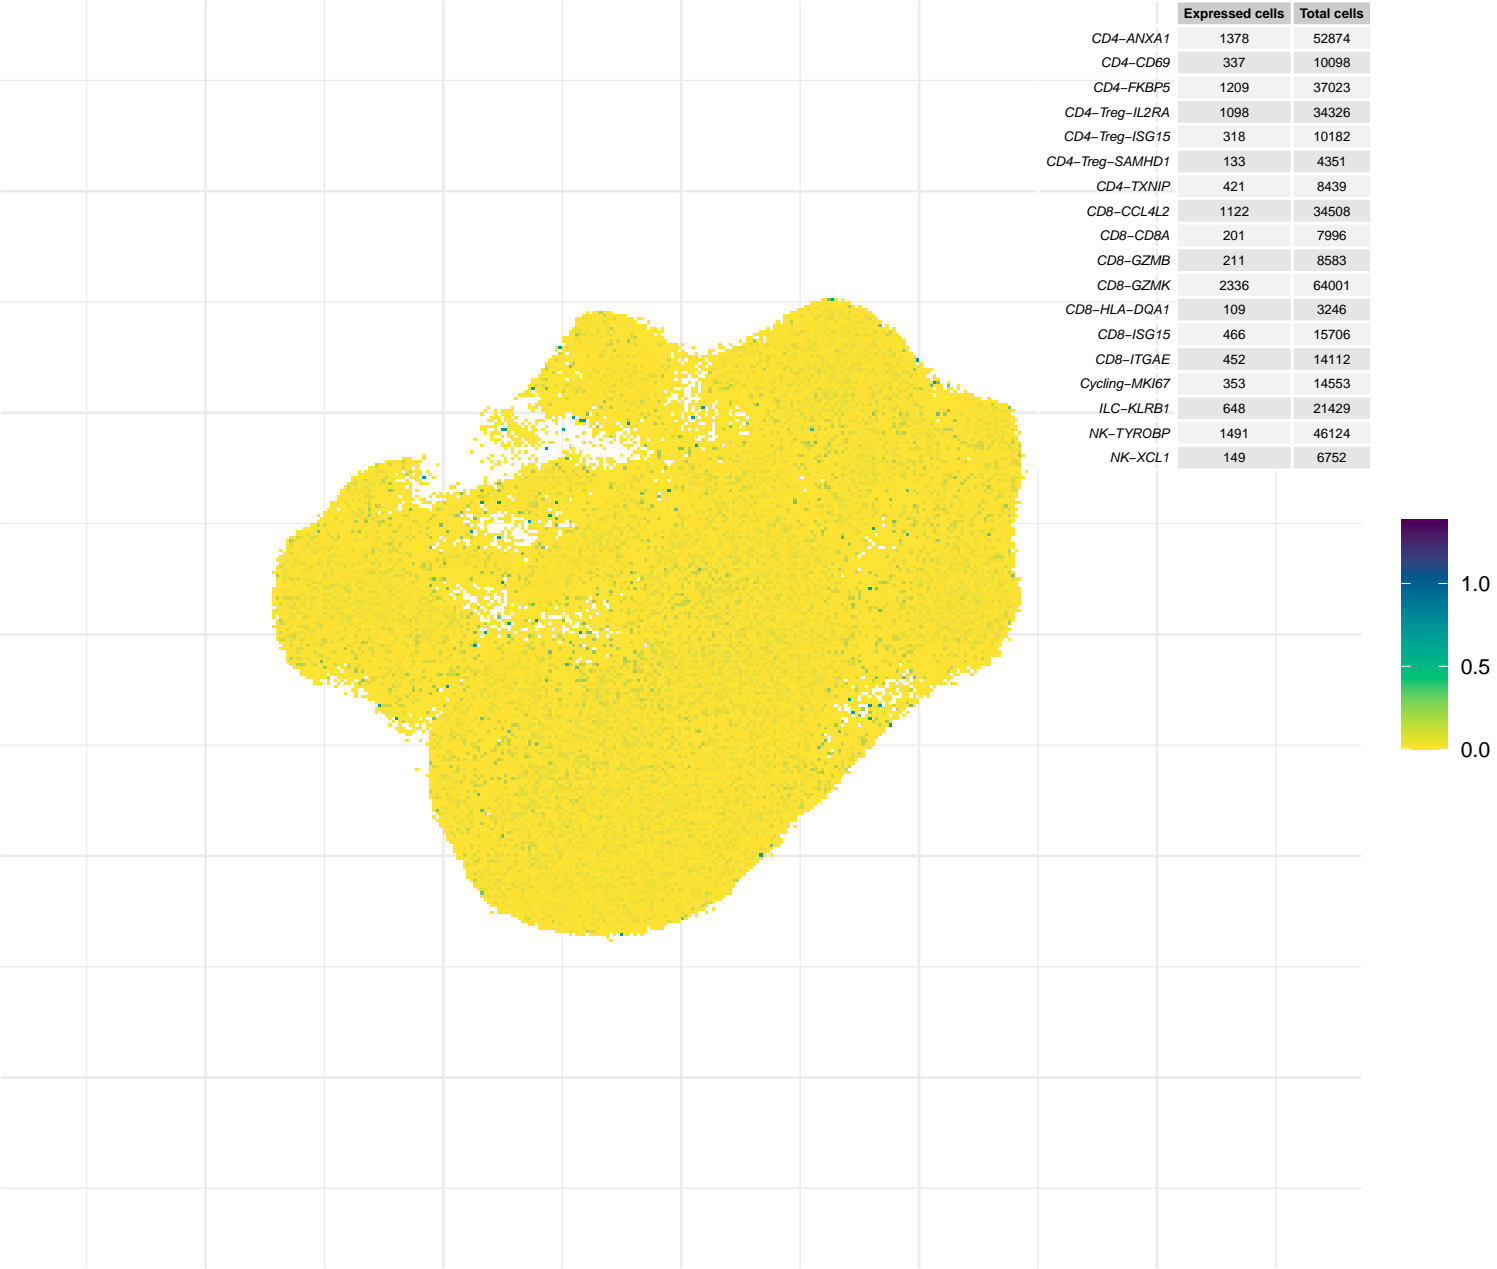 Expressed cells Total cells
CD4−ANXA1 1378 52874
CD4−CD69 337 10098
CD4−FKBP5 1209 37023
CD4−Treg−IL2RA 1098 34326
CD4−Treg−ISG15 318 10182
CD4−Treg−SAMHD1 133 4351
CD4−TXNIP 421 8439
CD8−CCL4L2 1122 34508
CD8−CD8A 201 7996
CD8−GZMB 211 8583
CD8−GZMK 2336 64001
CD8−HLA−DQA1 109 3246
CD8−ISG15 466 15706
CD8−ITGAE 452 14112
Cycling−MKI67 353 14553
ILC−KLRB1 648 21429
NK−TYROBP 1491 46124
NK−XCL1 149 6752
1.0
0.5
0.0